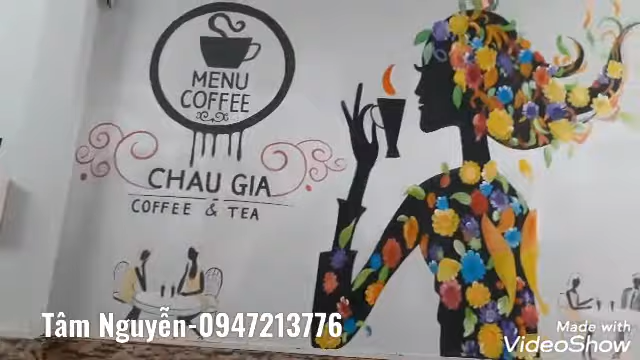 MENU
COFFEE
CHAU GIA
COFFEE & TEA
Tâm Nguyễn-0947213776
Made with
VideoShow